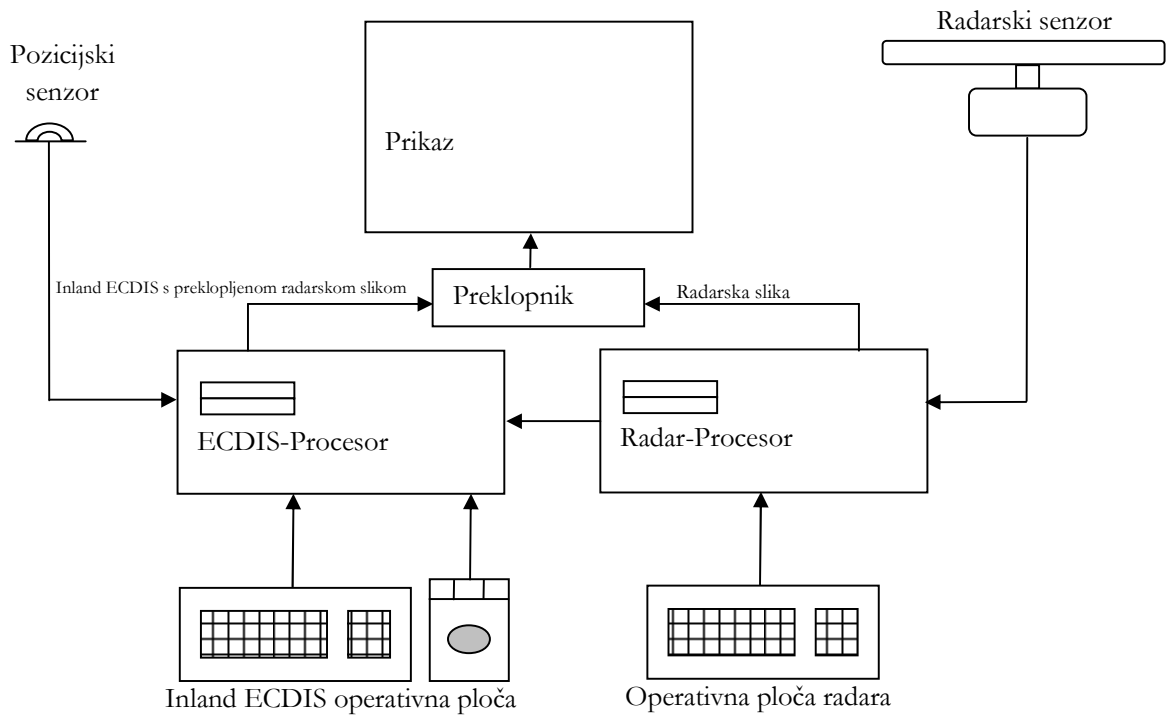 Radarski senzor
Pozicijski
senzor
Prikaz
Inland ECDIS s preklopljenom radarskom slikom
Preklopnik
Radarska slika
ECDIS-Procesor
Radar-Procesor
Inland ECDIS operativna ploča
Operativna ploča radara